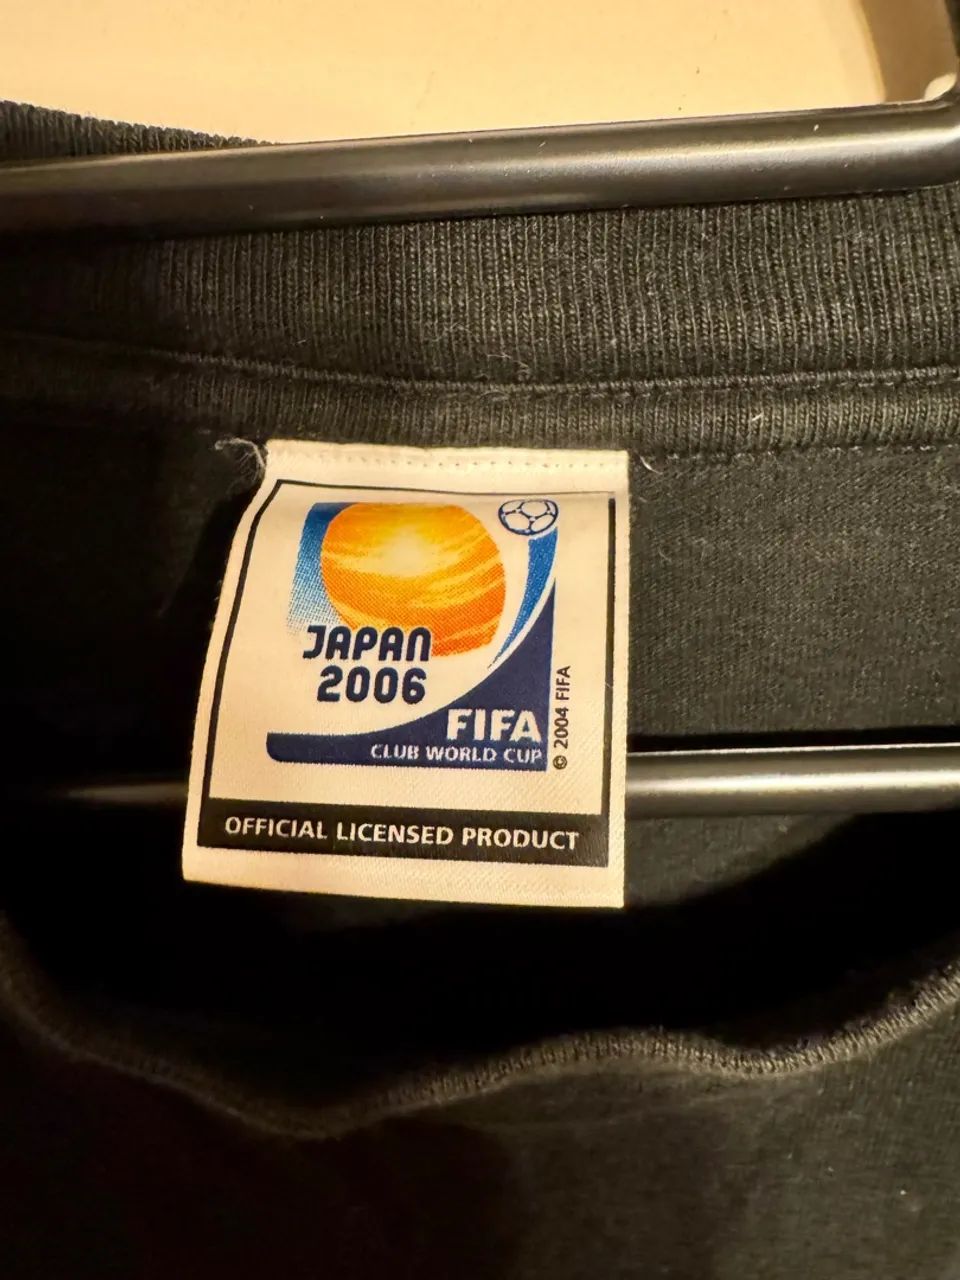 JAPAN
2006
FIFA
CLUB WORLD CUP
© 2004 FIFA
OFFICIAL LICENSED PRODUCT